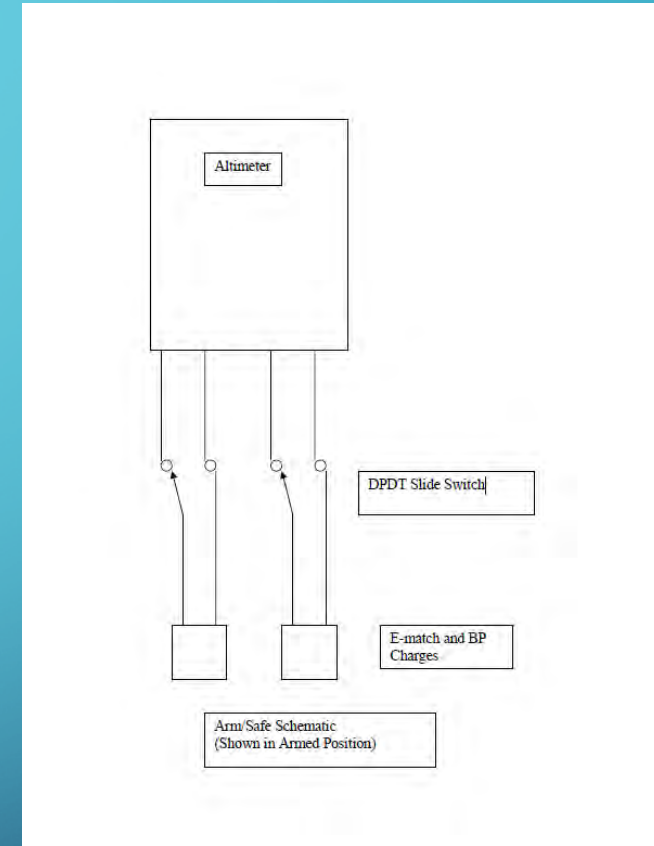 Altimeter
DPDT Slide Switch
E-match and BP
Charges
Arm/Safe Schematic
(Shown in Armed Position)